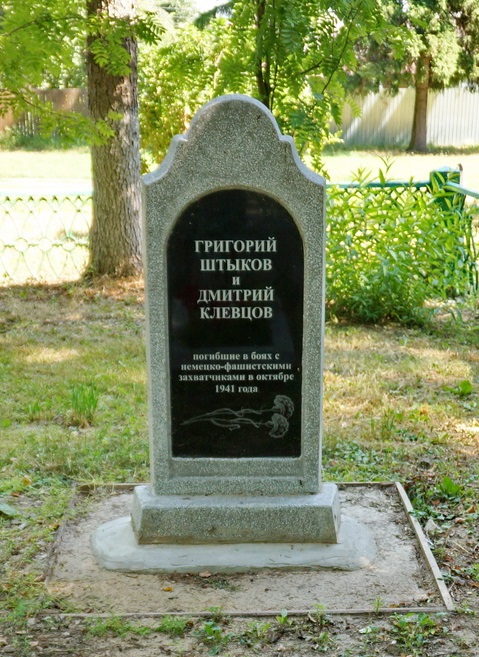 ГРИГОРИЙ
ШТЫКОВ
и
ДМИТРИЙ
КЛЕВЦОВ
погибшие в боях с
немецко-фашистскими
захватчиками в октябре
1941 года